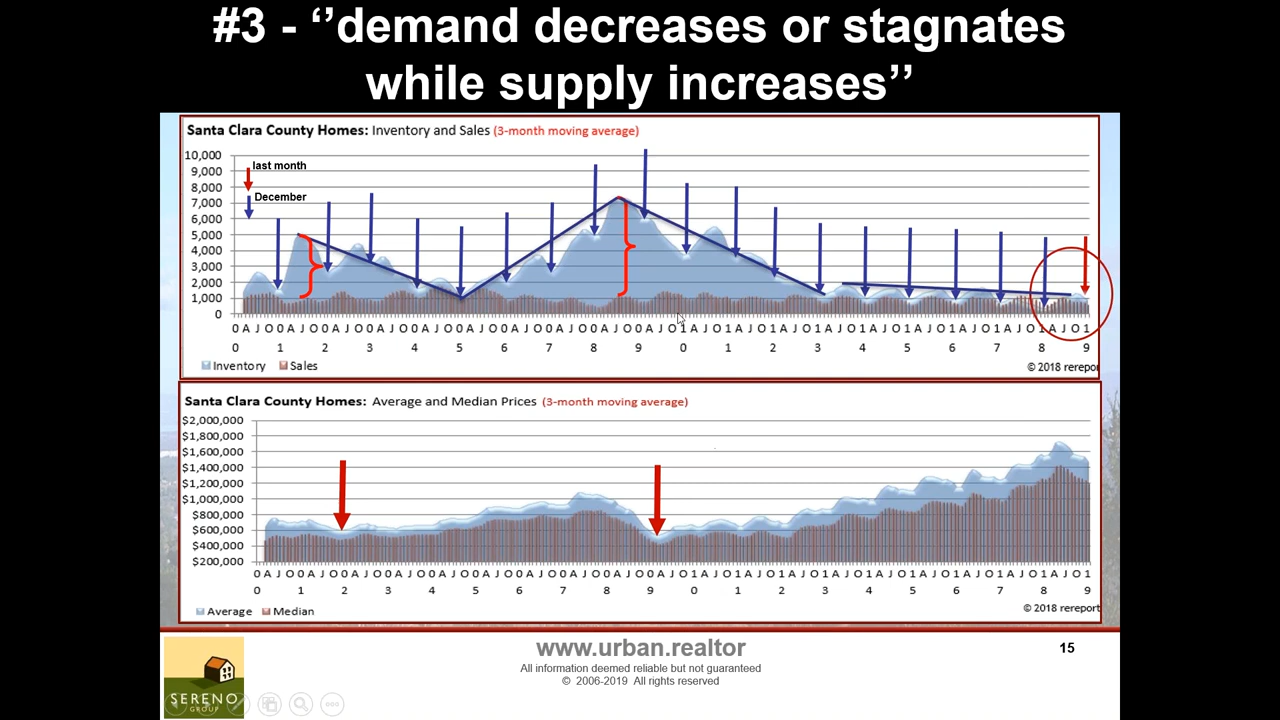 #3 - ‘’demand decreases or stagnates
while supply increases’’
Santa Clara County Homes: Inventory and Sales (3-month moving average)
10,000
9,000
8,000
7,000
6,000
5,000
4,000
3,000
2,000
1,000
0
last month
December
0 A J O 0 A J O 0 A J O 0 A J O 0 A J O 0 A J O 0 A J O 0 A J O 0 A J O 0 A J O 1 A J O 1 A J O 1 A J O 1 A J O 1 A J O 1 A J O 1 A J O 1 A J O 1 A J O 1
0 1 2 3 4 5 6 7 8 9 0 1 2 3 4 5 6 7 8 9
Inventory Sales
© 2018 rerepor
Santa Clara County Homes: Average and Median Prices (3-month moving average)
$2,000,000
$1,800,000
$1,600,000
$1,400,000
$1,200,000
$1,000,000
$800,000
$600,000
$400,000
$200,000
0 A J O 0 A J O 0 A J O 0 A J O 0 A J O 0 A J O 0 A J O 0 A J O 0 A J O 0 A J O 1 A J O 1 A J O 1 A J O 1 A J O 1 A J O 1 A J O 1 A J O 1 A J O 1 A J O 1
0 1 2 3 4 5 6 7 8 9 0 1 2 3 4 5 6 7 8 9
Average Median
© 2018 rereport
www.urban.realtor
15
All information deemed reliable but not guaranteed
© 2006-2019 All rights reserved
SERENO
GROUP